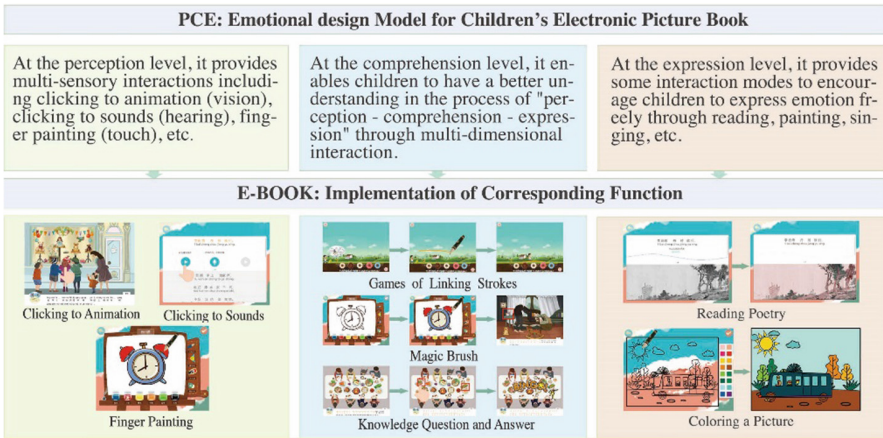 PCE: Emotional design Model for Children's Electronic Picture Book
At the perception level, it provides
multi-sensory interactions includi-
ng clicking to animation (vision),
clicking to sounds (hearing), fing-
er painting (touch), etc.
At the comprehension level, it en-
ables children to have a better un-
derstanding in the process of "per-
ception - comprehension - expres-
sion" through multi-dimensional
interaction.
At the expression level, it provides
some interaction modes to encour-
age children to express emotion fr-
eely through reading, painting, sin-
ging, etc.
E-BOOK: Implementation of Corresponding Function
Clicking to Animation
Clicking to Sounds
Finger Painting
Games of Linking Strokes
Magic Brush
Knowledge Question and Answer
Reading Poetry
Coloring a Picture